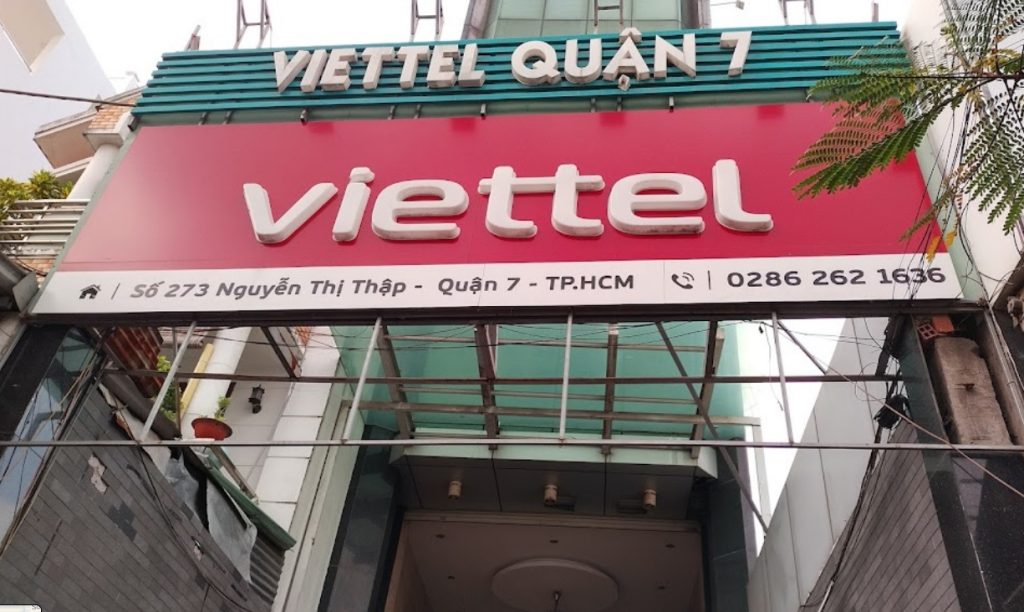 VIETTEL QUẬN 7
viettel
Số 273 Nguyễn Thị Thập - Quận 7 - TP.HCM | 0286 262 1636